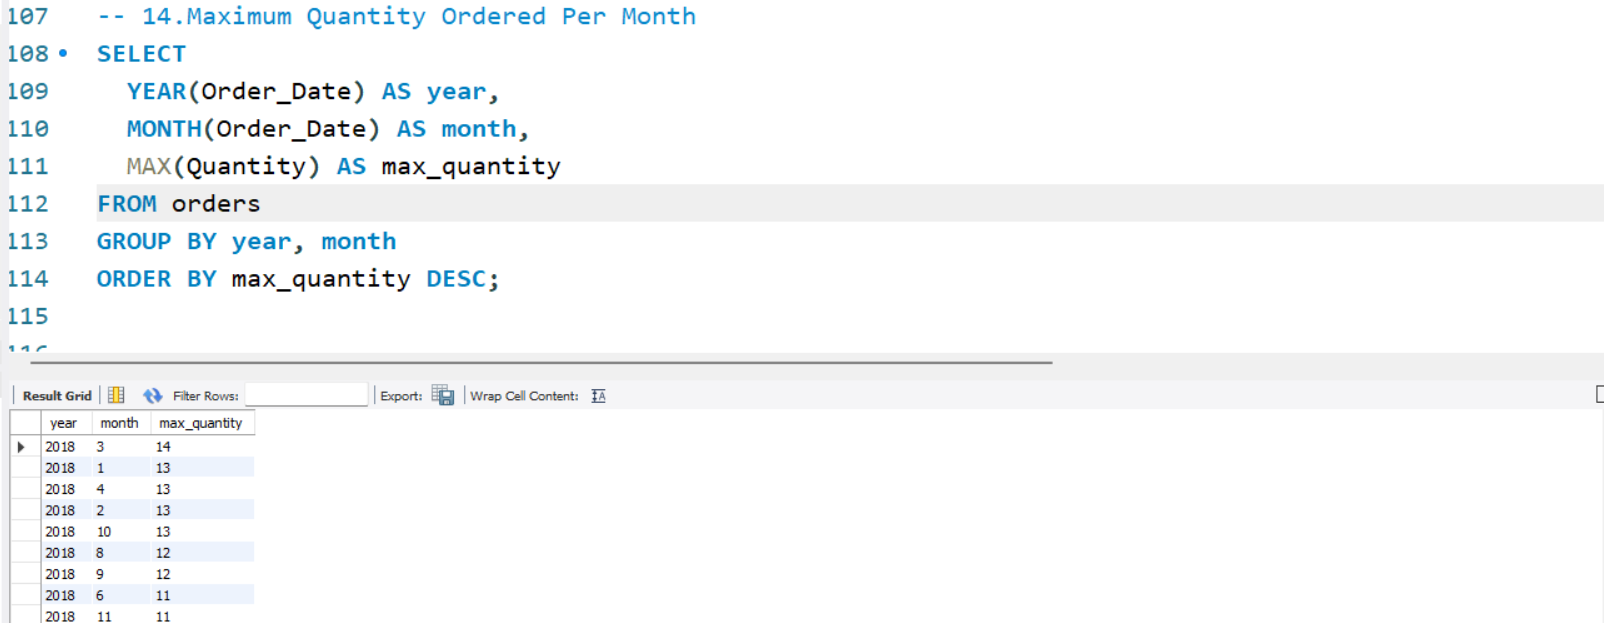 107 -- 14.Maximum Quantity Ordered Per Month
108 SELECT
109 YEAR(Order_Date) AS year,
110 MONTH(Order_Date) AS month,
111 MAX(Quantity) AS max_quantity
112 FROM orders
113 GROUP BY year, month
114 ORDER BY max_quantity DESC;
115
116
Result Grid Filter Rows: Export: Wrap Cell Content: IA
year month max_quantity
2018 3 14
2018 1 13
2018 4 13
2018 2 13
2018 10 13
2018 8 12
2018 9 12
2018 6 11
2018 11 11